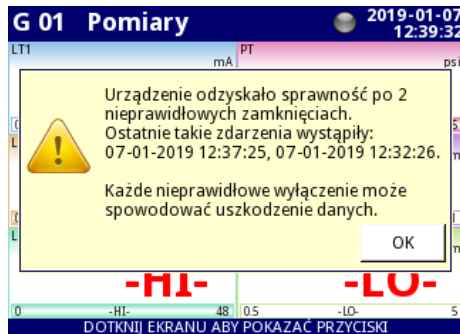 G 01 Pomiary
2019-01-07
12:39:32
LT1
mA
PT
psi
Urządzenie odzyskało sprawność po 2
nieprawidłowych zamknięciach.
Ostatnie takie zdarzenia wystąpiły:
07-01-2019 12:37:25, 07-01-2019 12:32:26.
Każde nieprawidłowe wyłączenie może
spowodować uszkodzenie danych.
OK
-HI-
-LO-
0
-HI-
48
0.5
-LO-
5
DOTKNIJ EKRANU ABY POKAZAĆ PRZYCISKI